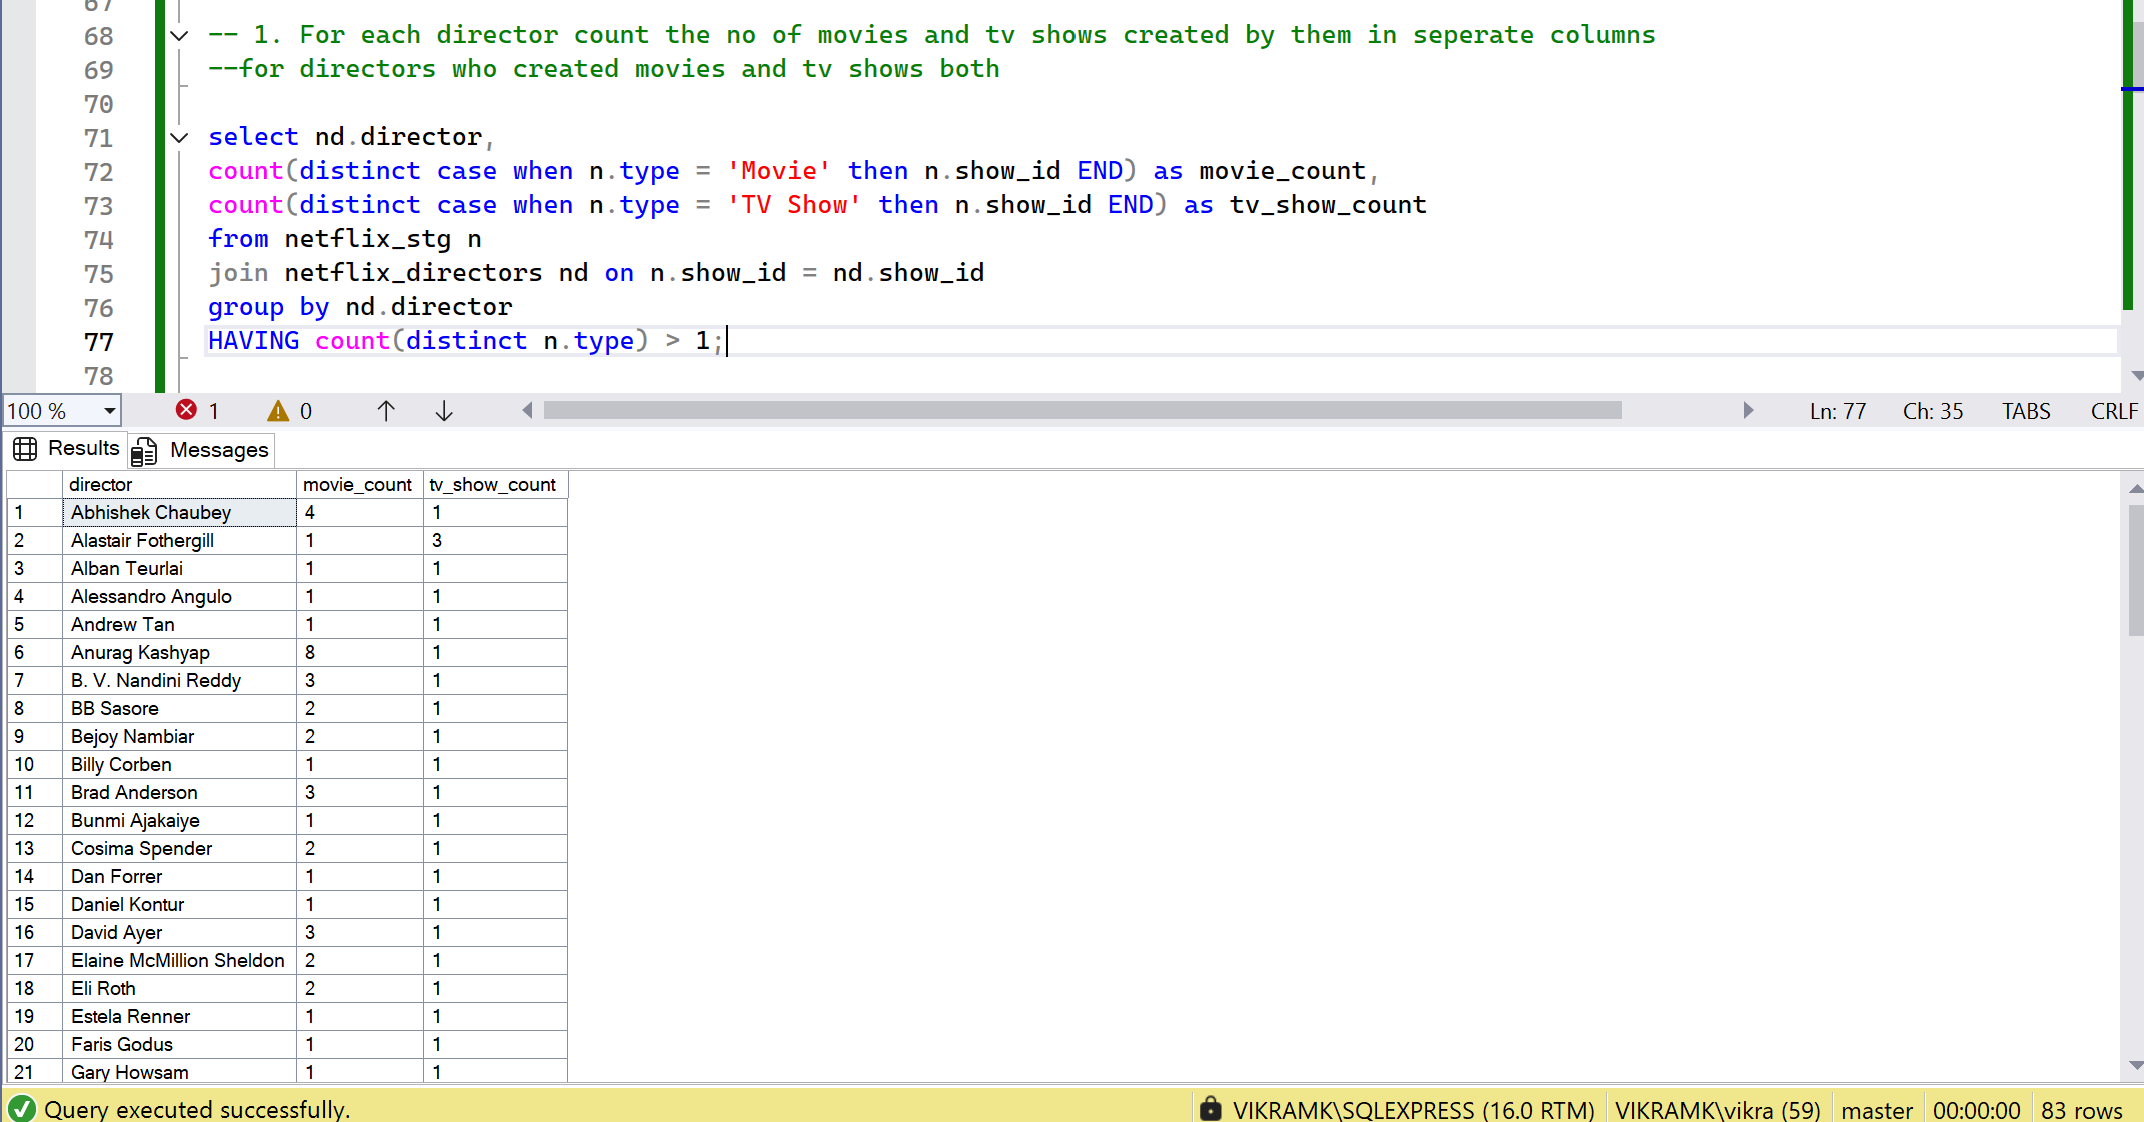 67
68 -- 1. For each director count the no of movies and tv shows created by them in seperate columns
69 --for directors who created movies and tv shows both
70
71 select nd.director,
72 count(distinct case when n.type = 'Movie' then n.show_id END) as movie_count,
73 count(distinct case when n.type = 'TV Show' then n.show_id END) as tv_show_count
74 from netflix_stg n
75 join netflix_directors nd on n.show_id = nd.show_id
76 group by nd.director
77 HAVING count(distinct n.type) > 1;
78
100 % 1 0 Ln: 77 Ch: 35 TABS CRLF
Results Messages
director movie_count tv_show_count
1 Abhishek Chaubey 4 1
2 Alastair Fothergill 1 3
3 Alban Teurlai 1 1
4 Alessandro Angulo 1 1
5 Andrew Tan 1 1
6 Anurag Kashyap 8 1
7 B. V. Nandini Reddy 3 1
8 BB Sasore 2 1
9 Bejoy Nambiar 2 1
10 Billy Corben 1 1
11 Brad Anderson 3 1
12 Bunmi Ajakaiye 1 1
13 Cosima Spender 2 1
14 Dan Forrer 1 1
15 Daniel Kontur 1 1
16 David Ayer 3 1
17 Elaine McMillion Sheldon 2 1
18 Eli Roth 2 1
19 Estela Renner 1 1
20 Faris Godus 1 1
21 Gary Howsam 1 1
Query executed successfully. VIKRAMK\SQLEXPRESS (16.0 RTM) VIKRAMK\vikra (59) master 00:00:00 83 rows